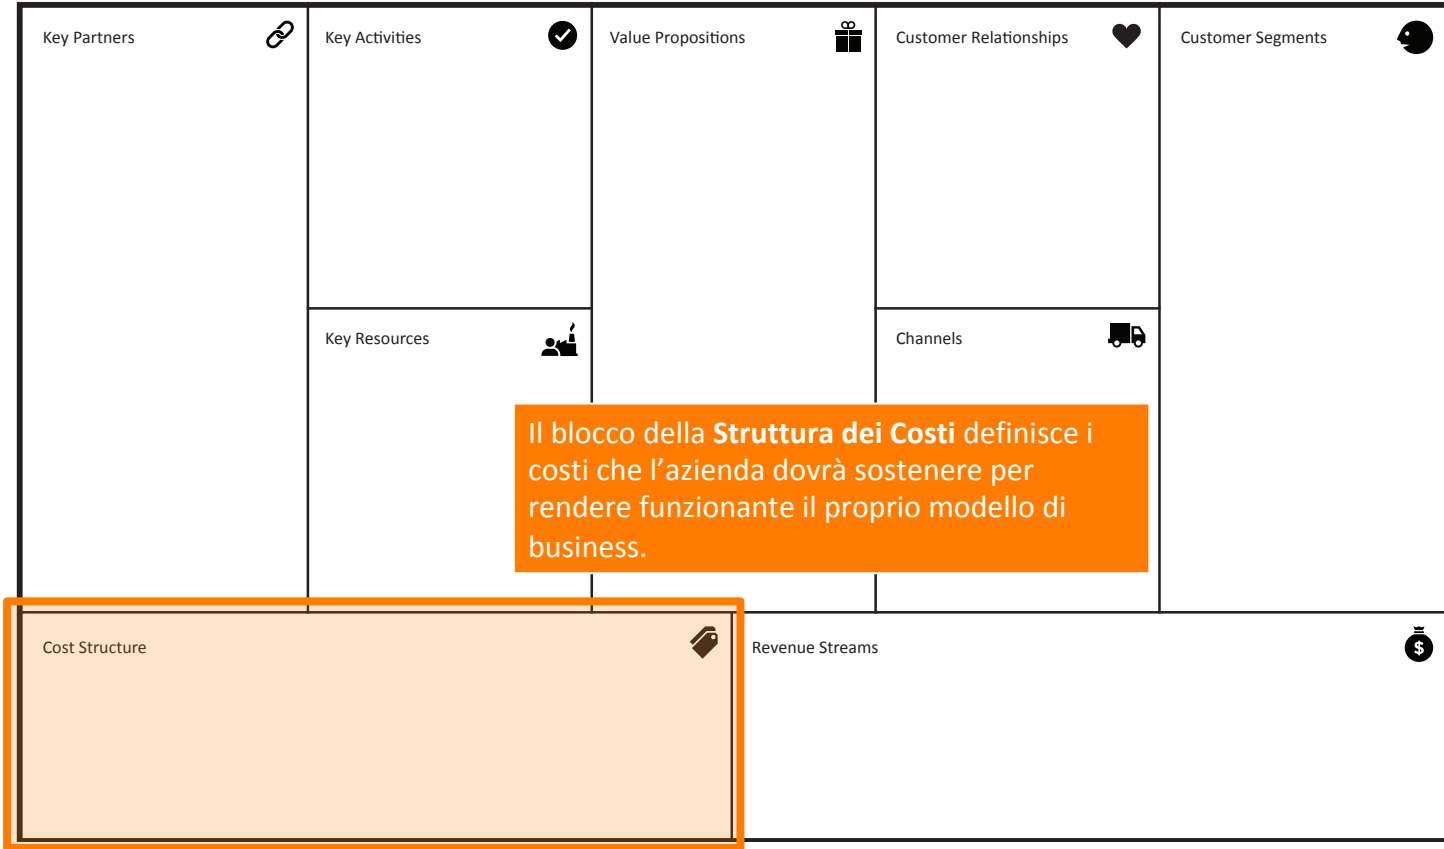 Key Partners
Key Activities
Value Propositions
Customer Relationships
Customer Segments
Key Resources
Channels
Il blocco della Struttura dei Costi definisce i
costi che l’azienda dovrà sostenere per
rendere funzionante il proprio modello di
business.
Cost Structure
Revenue Streams
$